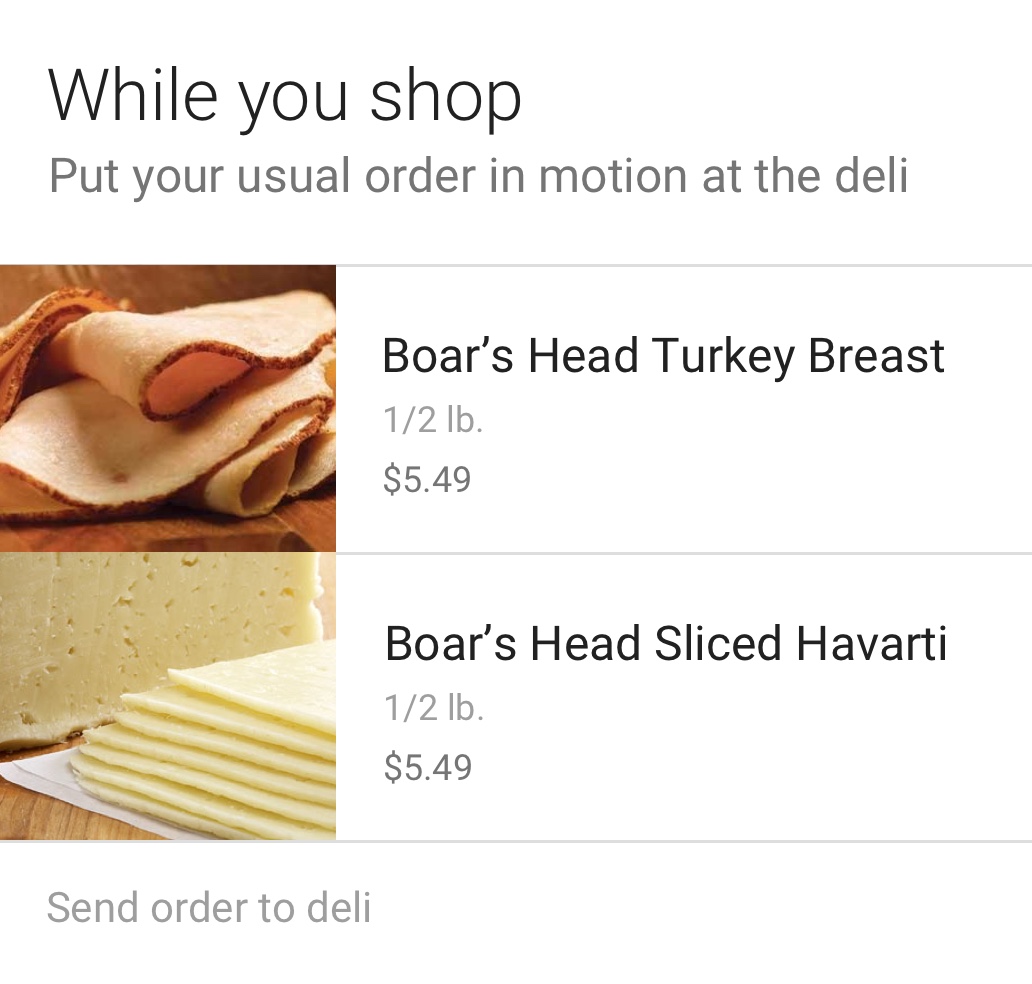 While you shop
Put your usual order in motion at the deli
Boar’s Head Turkey Breast
1/2 lb.
$5.49
Boar’s Head Sliced Havarti
1/2 lb.
$5.49
Send order to deli